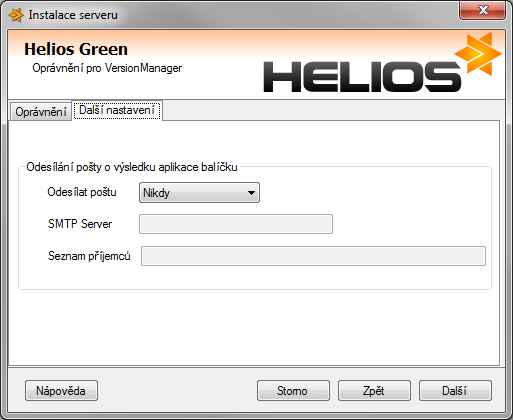 Instalace serveru
Helios Green
Oprávnění pro VersionManager
HELIOS
Oprávnění Další nastavení
Odesílání pošty o výsledku aplikace balíčku
Odesílat poštu Nikdy
SMTP Server
Seznam příjemců
Nápověda Storno Zpět Další